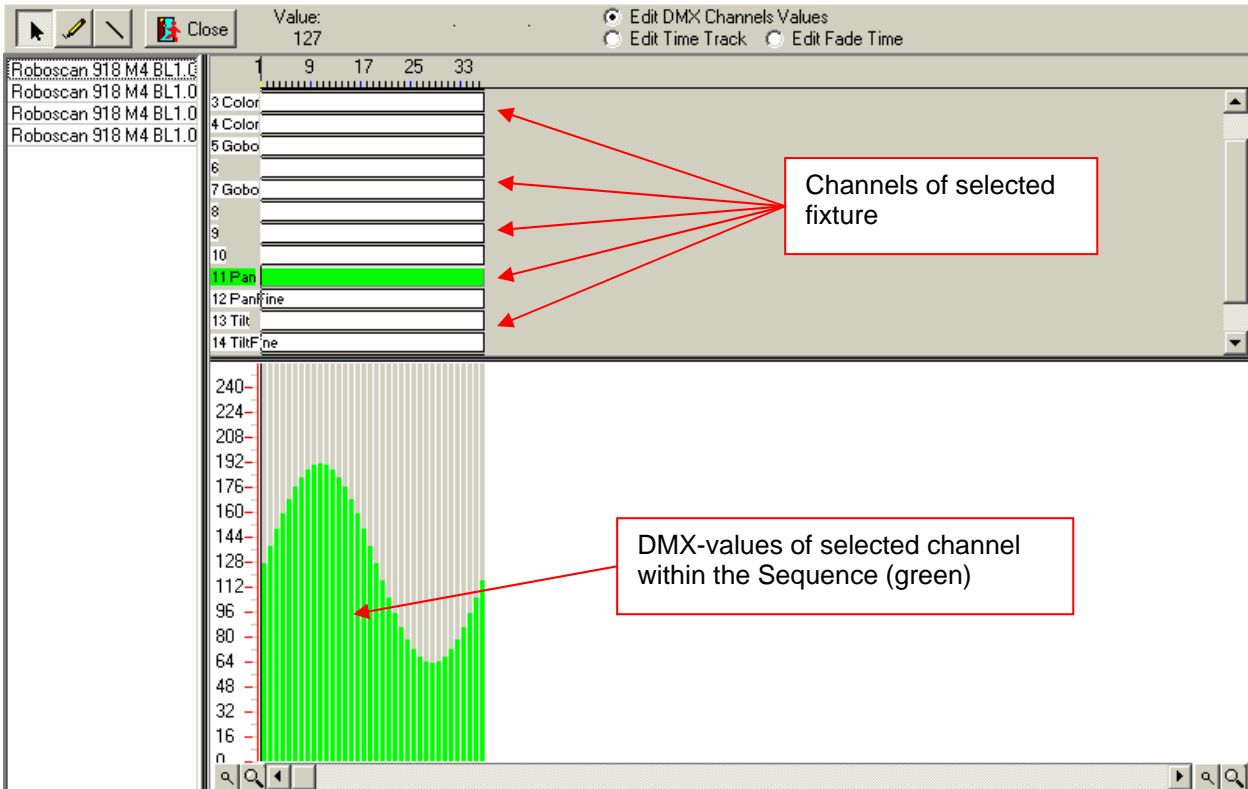 Close
Value:
127
Edit DMX Channels Values
Edit Time Track Edit Fade Time
Roboscan 918 M4 BL1.0
Roboscan 918 M4 BL1.0
Roboscan 918 M4 BL1.0
Roboscan 918 M4 BL1.0
1 9 17 25 33
3 Color
4 Color
5 Gobo
6
7 Gobo
8
9
10
11 Pan
12 PanFine
13 Tilt
14 TiltFine
Channels of selected
fixture
240
224
208
192
176
160
144
128
112
96
80
64
48
32
16
0
DMX-values of selected channel
within the Sequence (green)